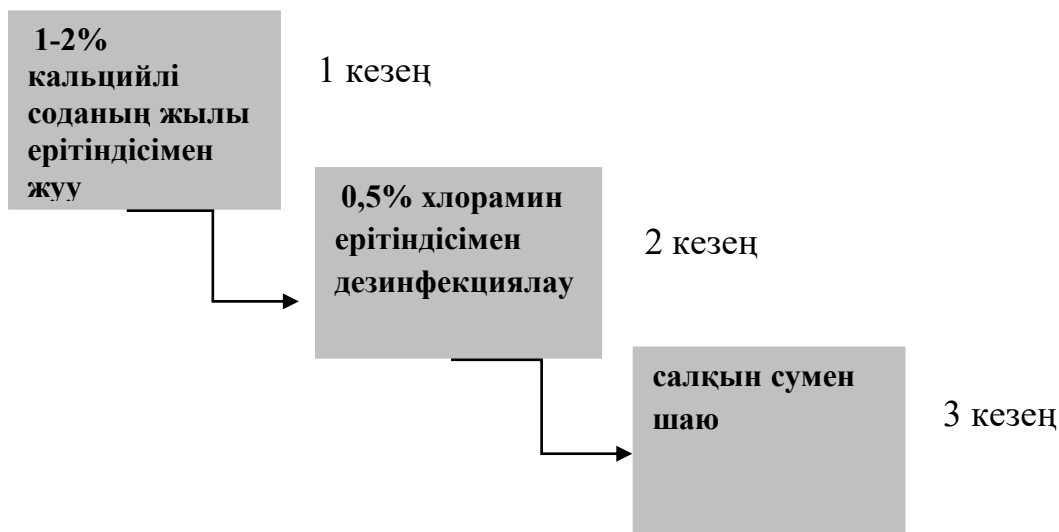 1-2%
кальцийлі
соданың жылы
ерітіндісімен
жуу
1 кезең
0,5% хлорамин
ерітіндісімен
дезинфекциялау
2 кезең
салқын сумен
шаю
3 кезең